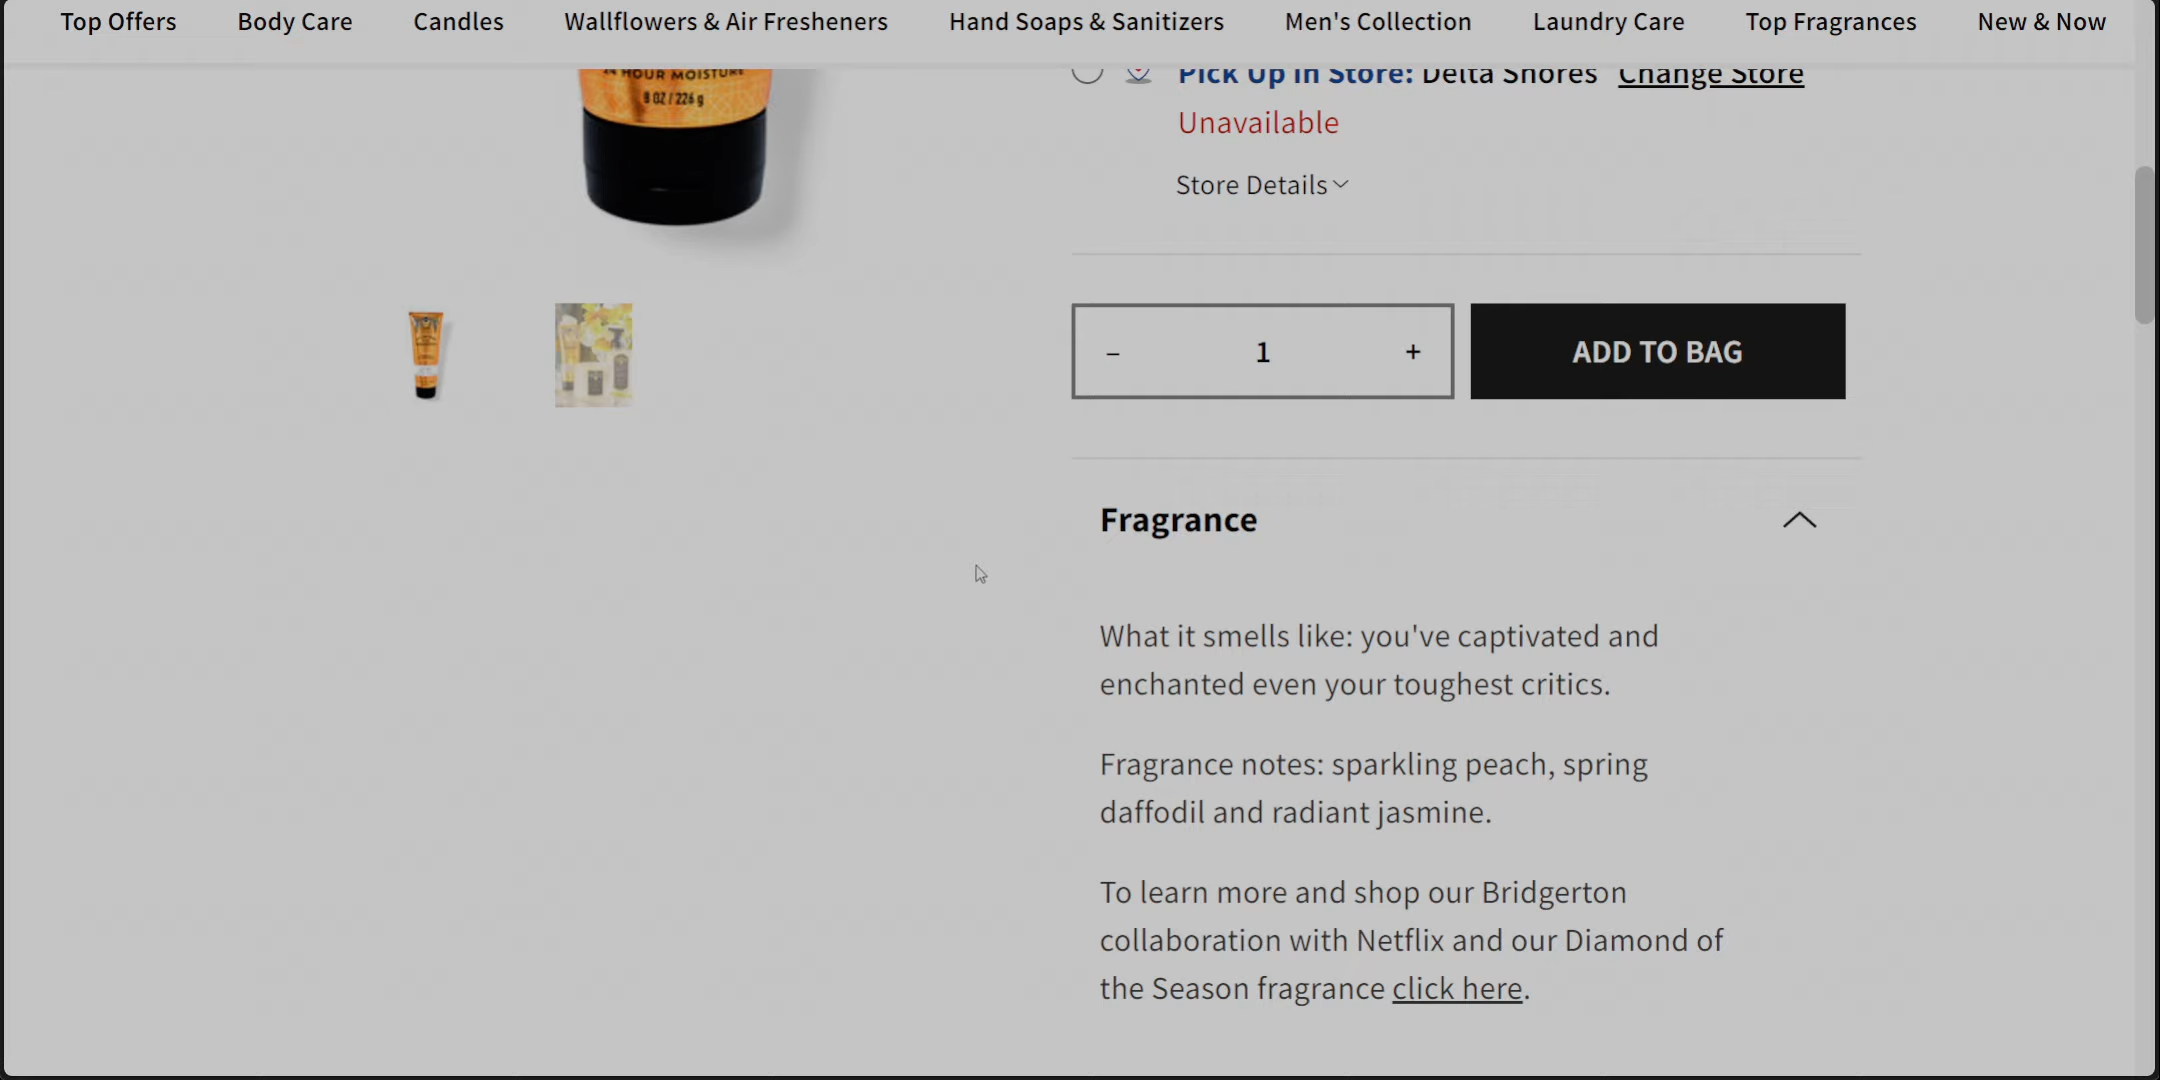 Top Offers Body Care Candles Wallflowers & Air Fresheners Hand Soaps & Sanitizers Men's Collection Laundry Care Top Fragrances New & Now
24 HOUR MOISTURE
8 OZ / 226 g
Pick Up In Store: Delta Shores Change Store
Unavailable
Store Details
– 1 + ADD TO BAG
Fragrance
What it smells like: you've captivated and
enchanted even your toughest critics.
Fragrance notes: sparkling peach, spring
daffodil and radiant jasmine.
To learn more and shop our Bridgerton
collaboration with Netflix and our Diamond of
the Season fragrance click here.